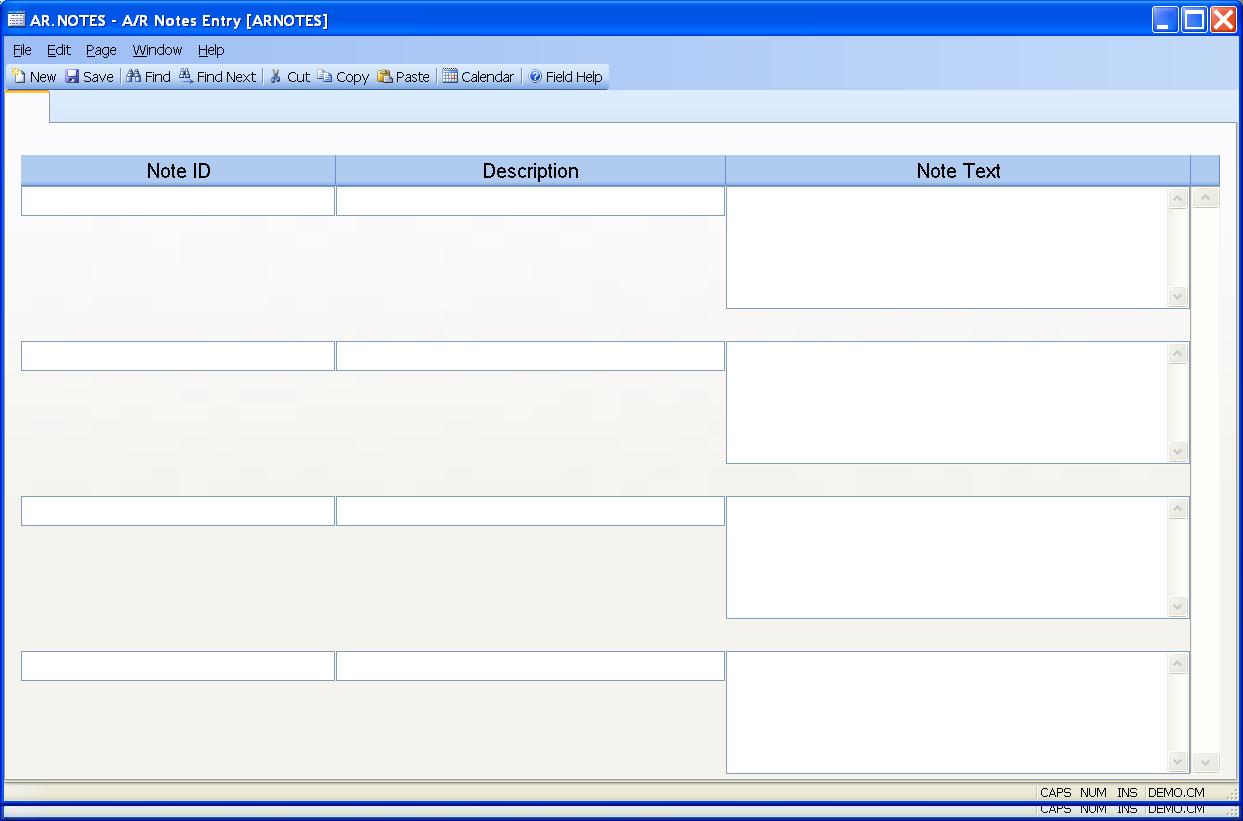 AR.NOTES - A/R Notes Entry [ARNOTES]
File Edit Page Window Help
New Save Find Find Next Cut Copy Paste Calendar Field Help
Note ID Description Note Text
CAPS NUM INS DEMO.CM
CAPS NUM INS DEMO.CM